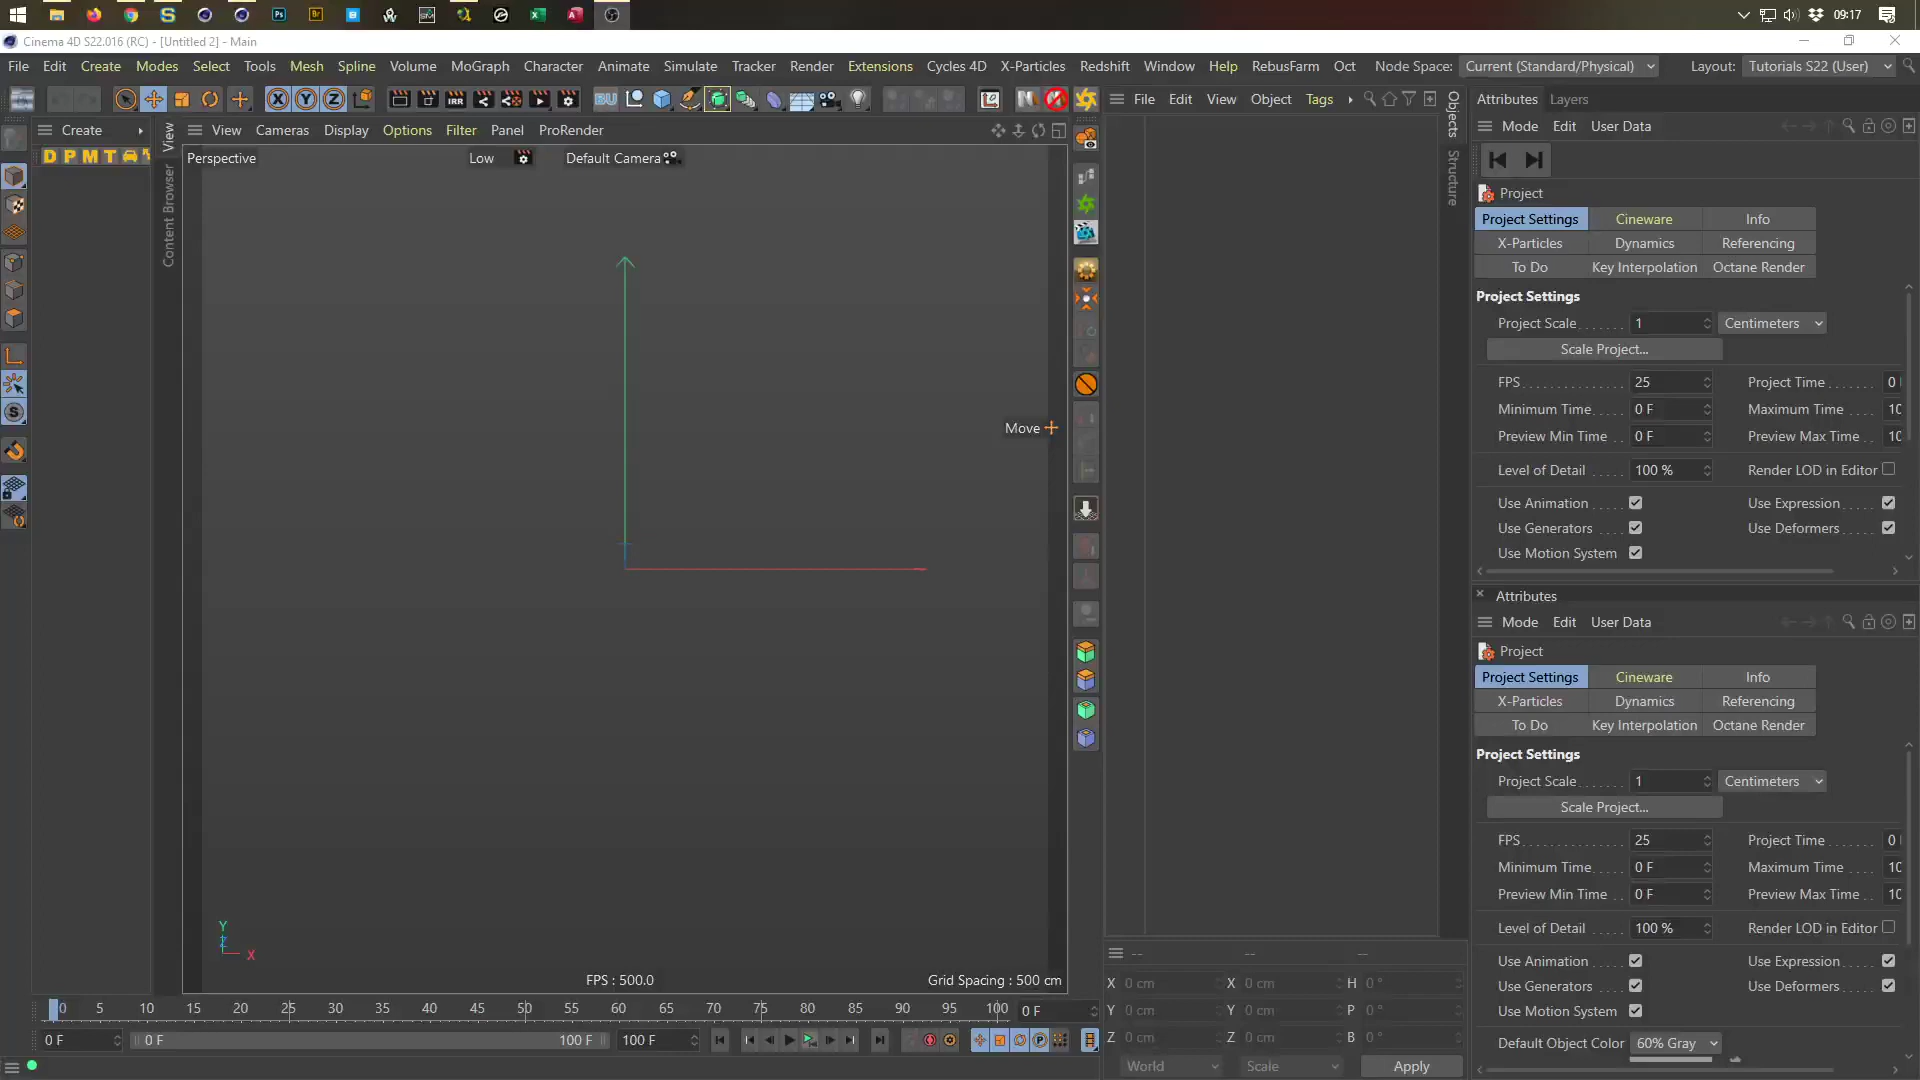 09:17
Cinema 4D S22.016 (RC) - [Untitled 2] - Main
File Edit Create Modes Select Tools Mesh Spline Volume MoGraph Character Animate Simulate Tracker Render Extensions Cycles 4D X-Particles Redshift Window Help RebusFarm Oct Node Space: Current (Standard/Physical) Layout: Tutorials S22 (User)
File Edit View Object Tags
Attributes Layers
Create
View Cameras Display Options Filter Panel ProRender
Mode Edit User Data
D P M T
Perspective Low Default Camera
View
Content Browser
Objects
Structure
Project
Project Settings Cineware Info
X-Particles Dynamics Referencing
To Do Key Interpolation Octane Render
Project Settings
Project Scale 1 Centimeters
Scale Project...
FPS 25 Project Time 0
Minimum Time 0 F Maximum Time 10
Preview Min Time 0 F Preview Max Time 10
Level of Detail 100 % Render LOD in Editor
Use Animation Use Expression
Use Generators Use Deformers
Use Motion System
Move
Attributes
Mode Edit User Data
Project
Project Settings Cineware Info
X-Particles Dynamics Referencing
To Do Key Interpolation Octane Render
Project Settings
Project Scale 1 Centimeters
Scale Project...
FPS 25 Project Time 0
Minimum Time 0 F Maximum Time 10
Preview Min Time 0 F Preview Max Time 10
Level of Detail 100 % Render LOD in Editor
Use Animation Use Expression
Use Generators Use Deformers
Use Motion System
Default Object Color 60% Gray
Y
Z
X
FPS : 500.0 Grid Spacing : 500 cm
-- -- --
X 0 cm X 0 cm H 0 °
Y 0 cm Y 0 cm P 0 °
Z 0 cm Z 0 cm B 0 °
World Scale Apply
0 5 10 15 20 25 30 35 40 45 50 55 60 65 70 75 80 85 90 95 100 0 F
0 F 0 F 100 F 100 F